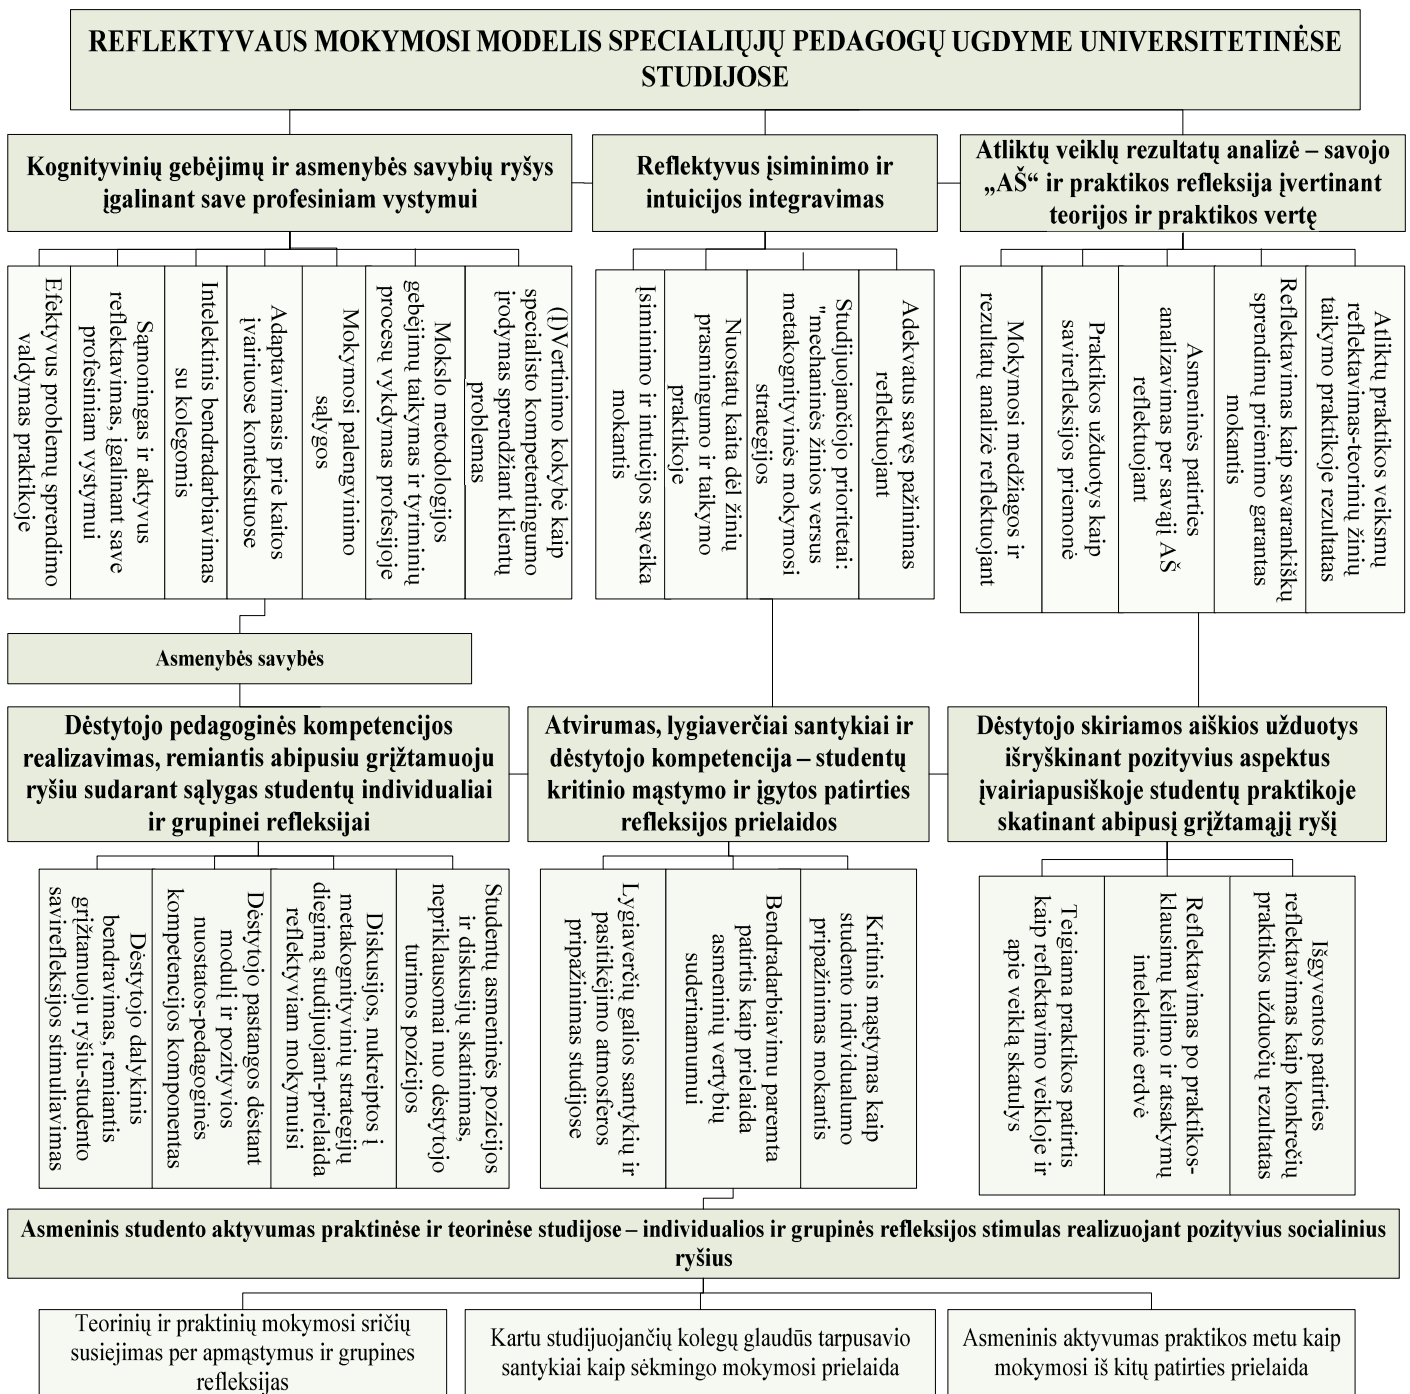 REFLEKTYVAUS MOKYMOSI MODELIS SPECIALIŲJŲ PEDAGOGŲ UGDYME UNIVERSITETINĖSE
STUDIJOSE
Kognityvinių gebėjimų ir asmenybės savybių ryšys
įgalinant save profesiniam vystymui
Reflektyvus įsiminimo ir
intuicijos integravimas
Atliktų veiklų rezultatų analizė – savojo
„AŠ“ ir praktikos refleksija įvertinant
teorijos ir praktikos vertę
Efektyvus problemų sprendimo
valdymas praktikoje
Sąmoningas ir aktyvus
reflektavimas, įgalinant save
profesiniam vystymui
Intelektinis bendradarbiavimas
su kolegomis
Adaptavimasis prie kaitos
įvairiuose kontekstuose
Mokymosi palengvinimo
sąlygos
Mokslo metodologijos
gebėjimų taikymas ir tyriminių
procesų vykdymas profesijoje
(Į)Vertinimo kokybė kaip
specialisto kompetentingumo
įrodymas sprendžiant klientų
problemas
Įsiminimo ir intuicijos sąveika
mokantis
Nuostatų kaita dėl žinių
prasmingumo ir taikymo
praktikoje
Studijuojančiojo prioritetai:
"mechaninės žinios versus
metakognityvinės mokymosi
strategijos
Adekvatus savęs pažinimas
reflektuojant
Mokymosi medžiagos ir
rezultatų analizė reflektuojant
Praktikos užduotys kaip
savirefleksijos priemonė
Asmeninės patirties
analizavimas per savąjį AŠ
reflektuojant
Reflektavimas kaip savarankiškų
sprendimų priėmimo garantas
mokantis
Atliktų praktikos veiksmų
reflektavimas-teorinių žinių
taikymo praktikoje rezultatas
Asmenybės savybės
Dėstytojo pedagoginės kompetencijos
realizavimas, remiantis abipusiu grįžtamuoju
ryšiu sudarant sąlygas studentų individualiai
ir grupinei refleksijai
Atvirumas, lygiaverčiai santykiai ir
dėstytojo kompetencija – studentų
kritinio mąstymo ir įgytos patirties
refleksijos prielaidos
Dėstytojo skiriamos aiškios užduotys
išryškinant pozityvius aspektus
įvairiapusiškoje studentų praktikoje
skatinant abipusį grįžtamąjį ryšį
Dėstytojo dalykinis
bendravimas, remiantis
grįžtamuoju ryšiu-studento
savirefleksijos stimuliavimas
Dėstytojo pastangos dėstant
modulį ir pozityvios
nuostatos-pedagoginės
kompetencijos komponentas
Diskusijos, nukreiptos į
metakognityvinių strategijų
diegimą studijuojant-prielaida
reflektyviam mokymuisi
Studentų asmeninės pozicijos
ir diskusijų skatinimas,
nepriklausomai nuo dėstytojo
turimos pozicijos
Lygiaverčių galios santykių ir
pasitikėjimo atmosferos
pripažinimas studijose
Bendradarbiavimu paremta
patirtis kaip prielaida
asmeninių vertybių
suderinamumui
Kritinis mąstymas kaip
studento individualumo
pripažinimas mokantis
Teigiama praktikos patirtis
kaip reflektavimo veikloje ir
apie veiklą skatulys
Reflektavimas po praktikos-
klausimų kėlimo ir atsakymų
intelektinė erdvė
Išgyventos patirties
reflektavimas kaip konkrečių
praktikos užduočių rezultatas
Asmeninis studento aktyvumas praktinėse ir teorinėse studijose – individualios ir grupinės refleksijos stimulas realizuojant pozityvius socialinius
ryšius
Teorinių ir praktinių mokymosi sričių
susiejimas per apmąstymus ir grupines
refleksijas
Kartu studijuojančių kolegų glaudūs tarpusavio
santykiai kaip sėkmingo mokymosi prielaida
Asmeninis aktyvumas praktikos metu kaip
mokymosi iš kitų patirties prielaida